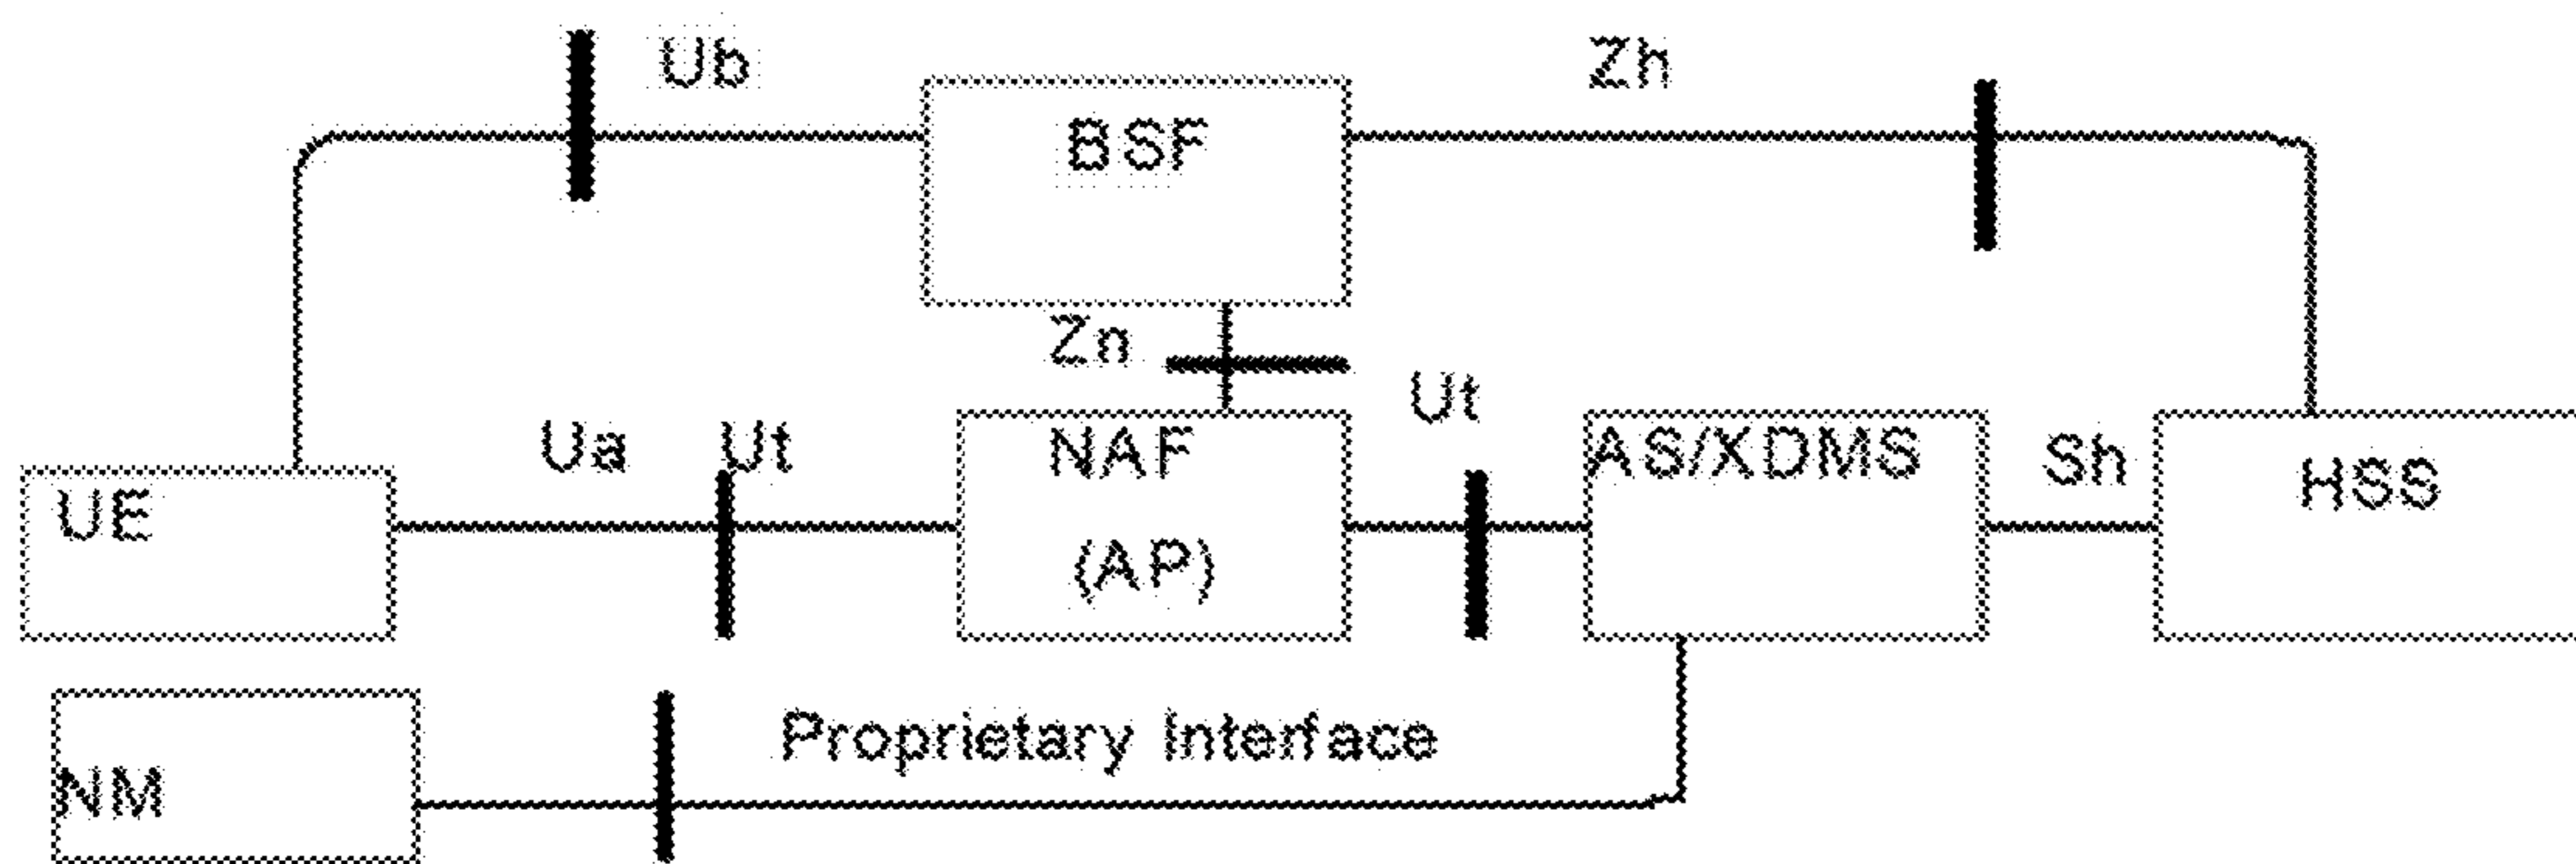 Ub
Zh
BSF
Zn
Ut
Ua
Ut
NAF
(AP)
AS/XDMS
Sh
HSS
UE
Proprietary Interface
NM